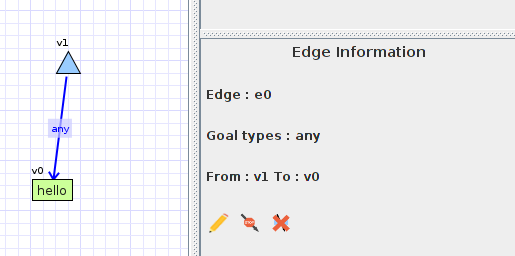 v1
any
v0
hello
Edge Information
Edge : e0
Goal types : any
From : v1 To : v0